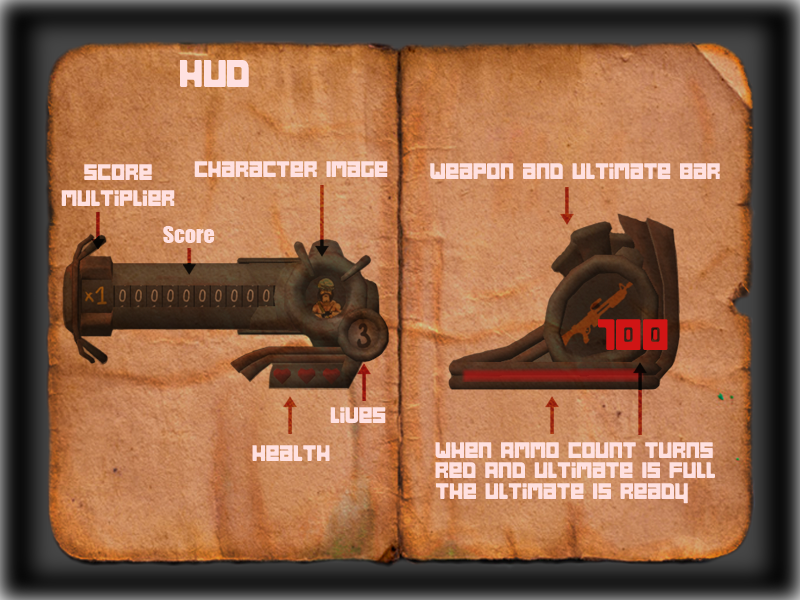 HUD
SCORE
MULTIPLIER
CHARACTER IMAGE
Score
x1 0000000000
3
LIVES
HEALTH
WEAPON AND ULTIMATE BAR
100
WHEN AMMO COUNT TURNS
RED AND ULTIMATE IS FULL
THE ULTIMATE IS READY